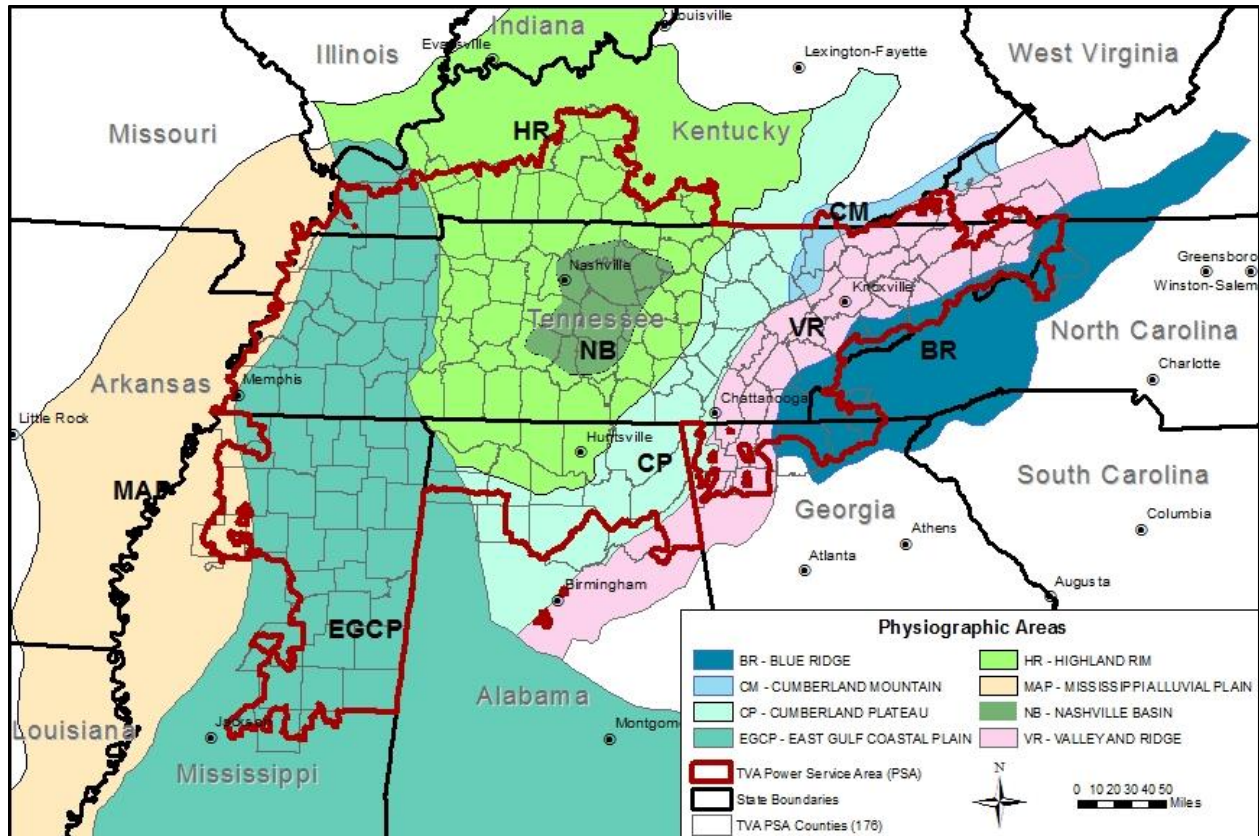 Indiana
Louisville
Illinois
Evansville
Lexington-Fayette
West Virginia
Missouri
HR
Kentucky
CM
Nashville
Greensboro
Winston-Salem
Knoxville
Tennessee
VR
NB
BR
North Carolina
Arkansas
Memphis
Charlotte
Little Rock
Chattanooga
Huntsville
CP
South Carolina
MAP
Georgia
Columbia
Athens
Atlanta
Birmingham
Augusta
EGCP
Alabama
Louisiana
Jackson
Montgom
Mississippi
Physiographic Areas
BR - BLUE RIDGE
CM - CUMBERLAND MOUNTAIN
CP - CUMBERLAND PLATEAU
EGCP - EAST GULF COASTAL PLAIN
HR - HIGHLAND RIM
MAP - MISSISSIPPI ALLUVIAL PLAIN
NB - NASHVILLE BASIN
VR - VALLEY AND RIDGE
TVA Power Service Area (PSA)
State Boundaries
TVA PSA Counties (176)
N
0 10 20 30 40 50
Miles